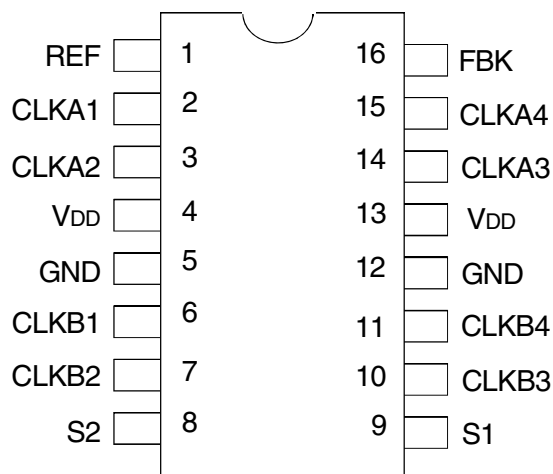 REF 1 16 FBK
CLKA1 2 15 CLKA4
CLKA2 3 14 CLKA3
VDD 4 13 VDD
GND 5 12 GND
CLKB1 6 11 CLKB4
CLKB2 7 10 CLKB3
S2 8 9 S1